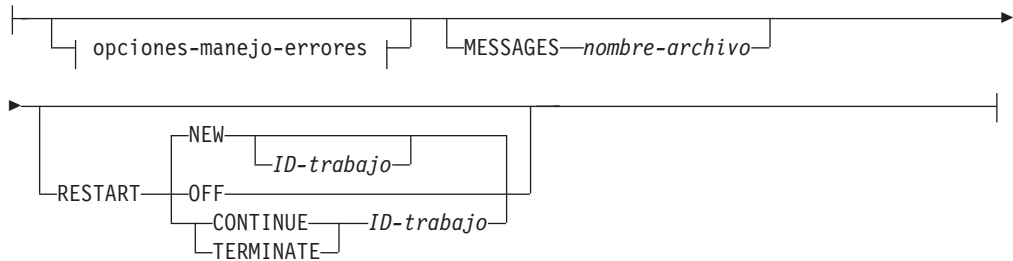 opciones-manejo-errores MESSAGES nombre-archivo
NEW
ID-trabajo
RESTART OFF
CONTINUE ID-trabajo
TERMINATE